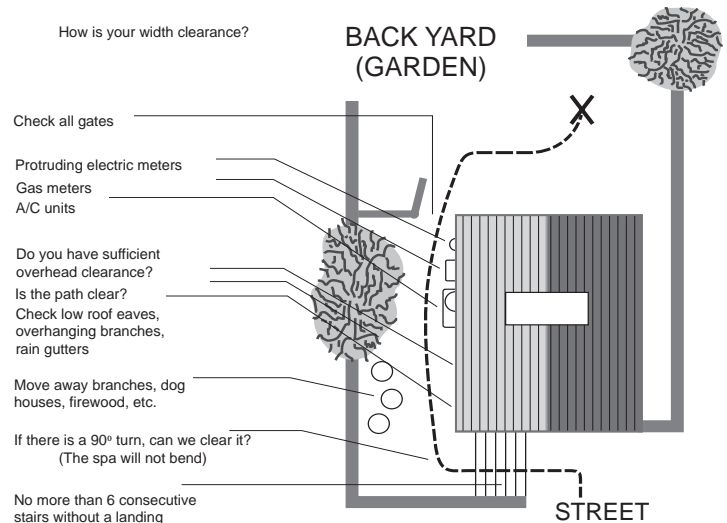 How is your width clearance?
BACK YARD
(GARDEN)
Check all gates
Protruding electric meters
Gas meters
A/C units
Do you have sufficient
overhead clearance?
Is the path clear?
Check low roof eaves,
overhanging branches,
rain gutters
Move away branches, dog
houses, firewood, etc.
If there is a 90º turn, can we clear it?
(The spa will not bend)
No more than 6 consecutive
stairs without a landing
STREET